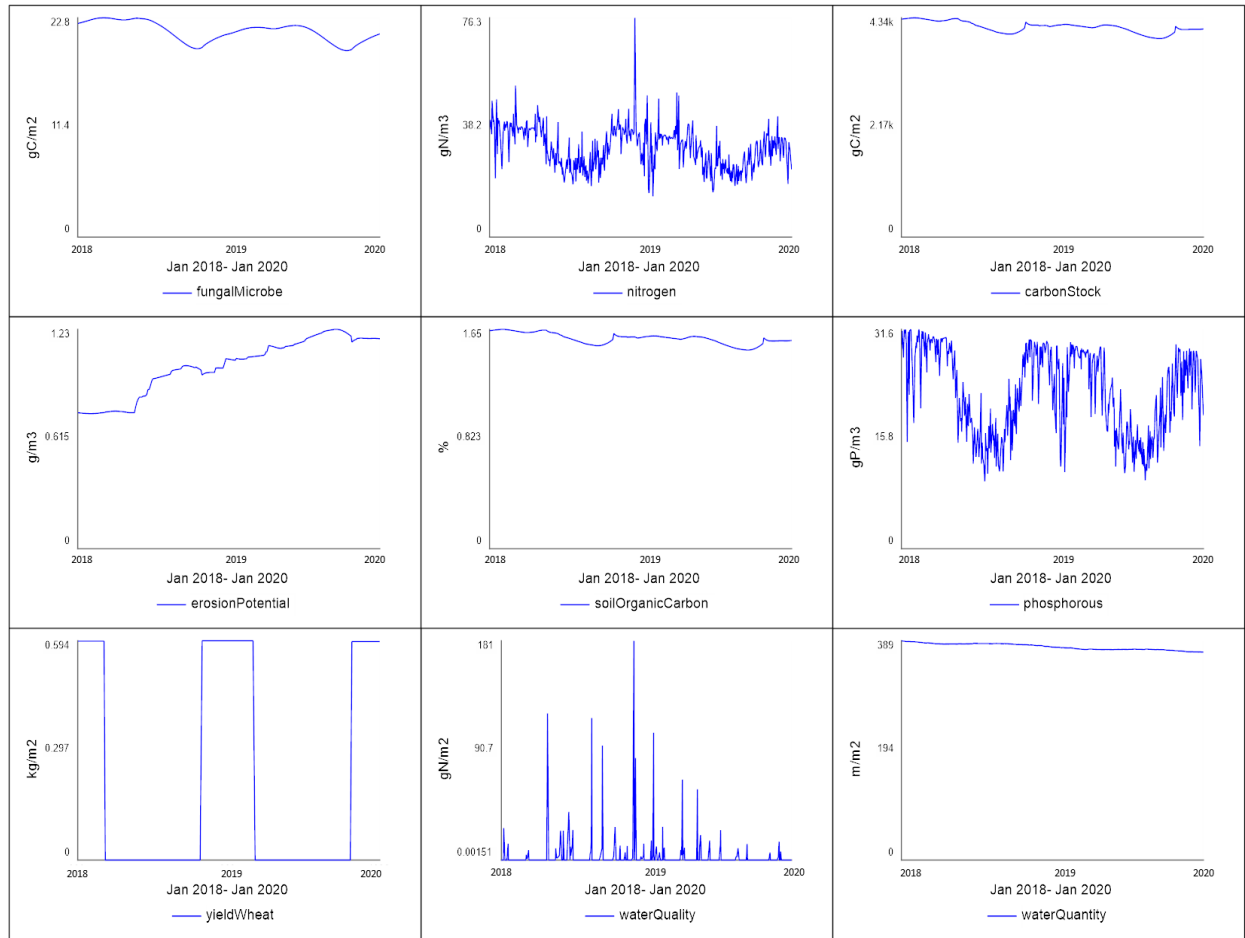 22.8
11.4
0
gC/m2
2018
2019
2020
Jan 2018- Jan 2020
fungalMicrobe
76.3
38.2
0
gN/m3
2018
2019
2020
Jan 2018- Jan 2020
nitrogen
4.34k
2.17k
0
gC/m2
2018
2019
2020
Jan 2018- Jan 2020
carbonStock
1.23
0.615
0
g/m3
2018
2019
2020
Jan 2018- Jan 2020
erosionPotential
1.65
0.823
0
%
2018
2019
2020
Jan 2018- Jan 2020
soilOrganicCarbon
31.6
15.8
0
gP/m3
2018
2019
2020
Jan 2018- Jan 2020
phosphorous
0.594
0.297
0
kg/m2
2018
2019
2020
Jan 2018- Jan 2020
yieldWheat
181
90.7
0.00151
gN/m2
2018
2019
2020
Jan 2018- Jan 2020
waterQuality
389
194
0
m/m2
2018
2019
2020
Jan 2018- Jan 2020
waterQuantity